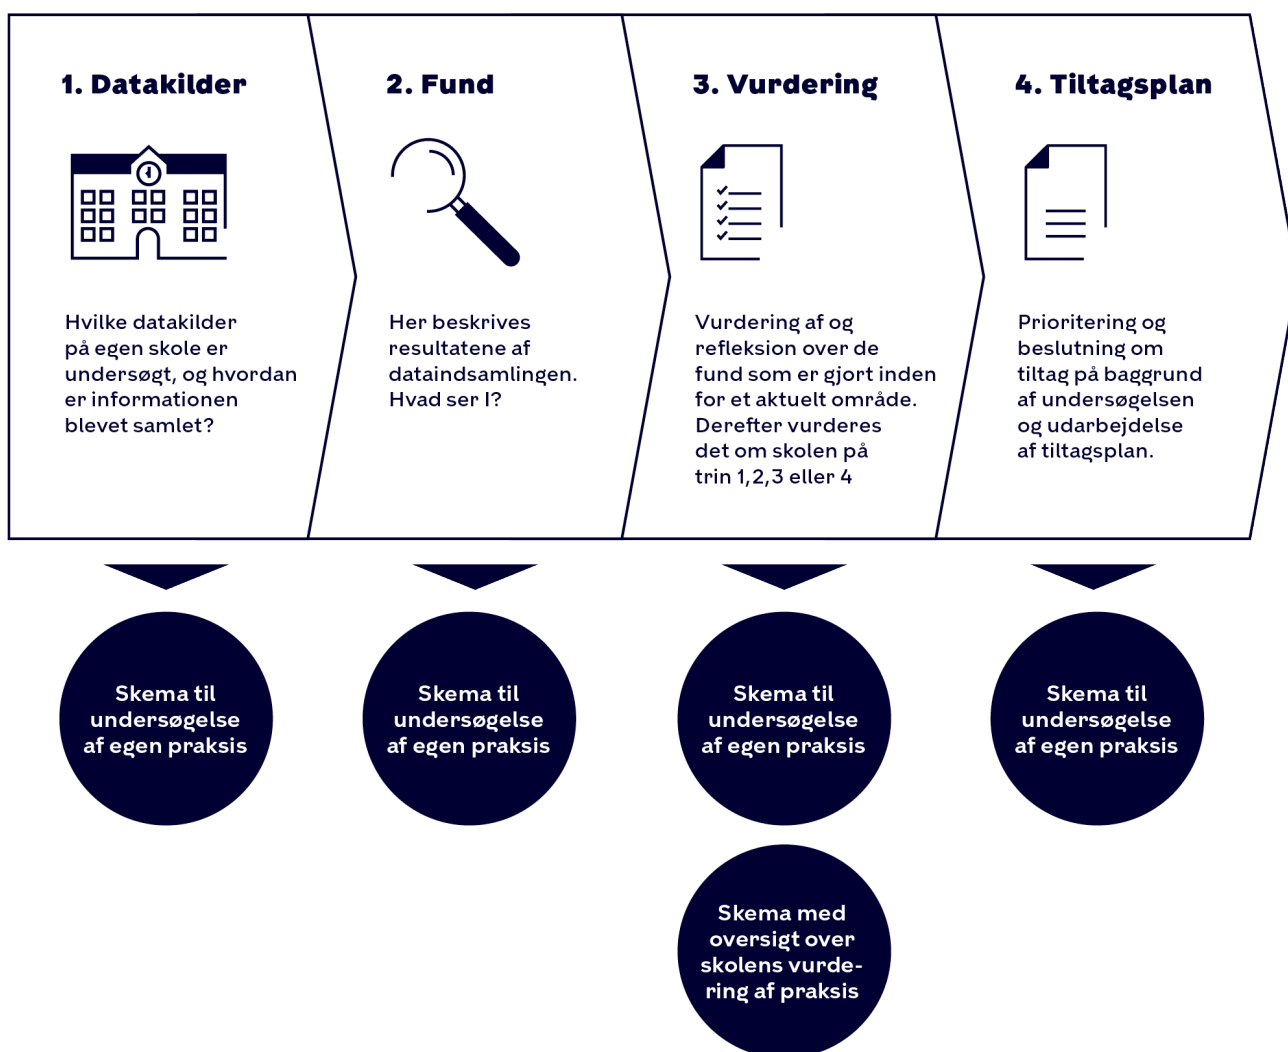 1. Datakilder
Hvilke datakilder
på egen skole er
undersøgt, og hvordan
er informationen
blevet samlet?
2. Fund
Her beskrives
resultatene af
dataindsamlingen.
Hvad ser I?
3. Vurdering
Vurdering af og
refleksion over de
fund som er gjort inden
for et aktuelt område.
Derefter vurderes
det om skolen på
trin 1,2,3 eller 4
4. Tiltagsplan
Prioritering og
beslutning om
tiltag på baggrund
af undersøgelsen
og udarbejdelse
af tiltagsplan.
Skema til
undersøgelse
af egen praksis
Skema til
undersøgelse
af egen praksis
Skema til
undersøgelse
af egen praksis
Skema til
undersøgelse
af egen praksis
Skema med
oversigt over
skolens vurde-
ring af praksis